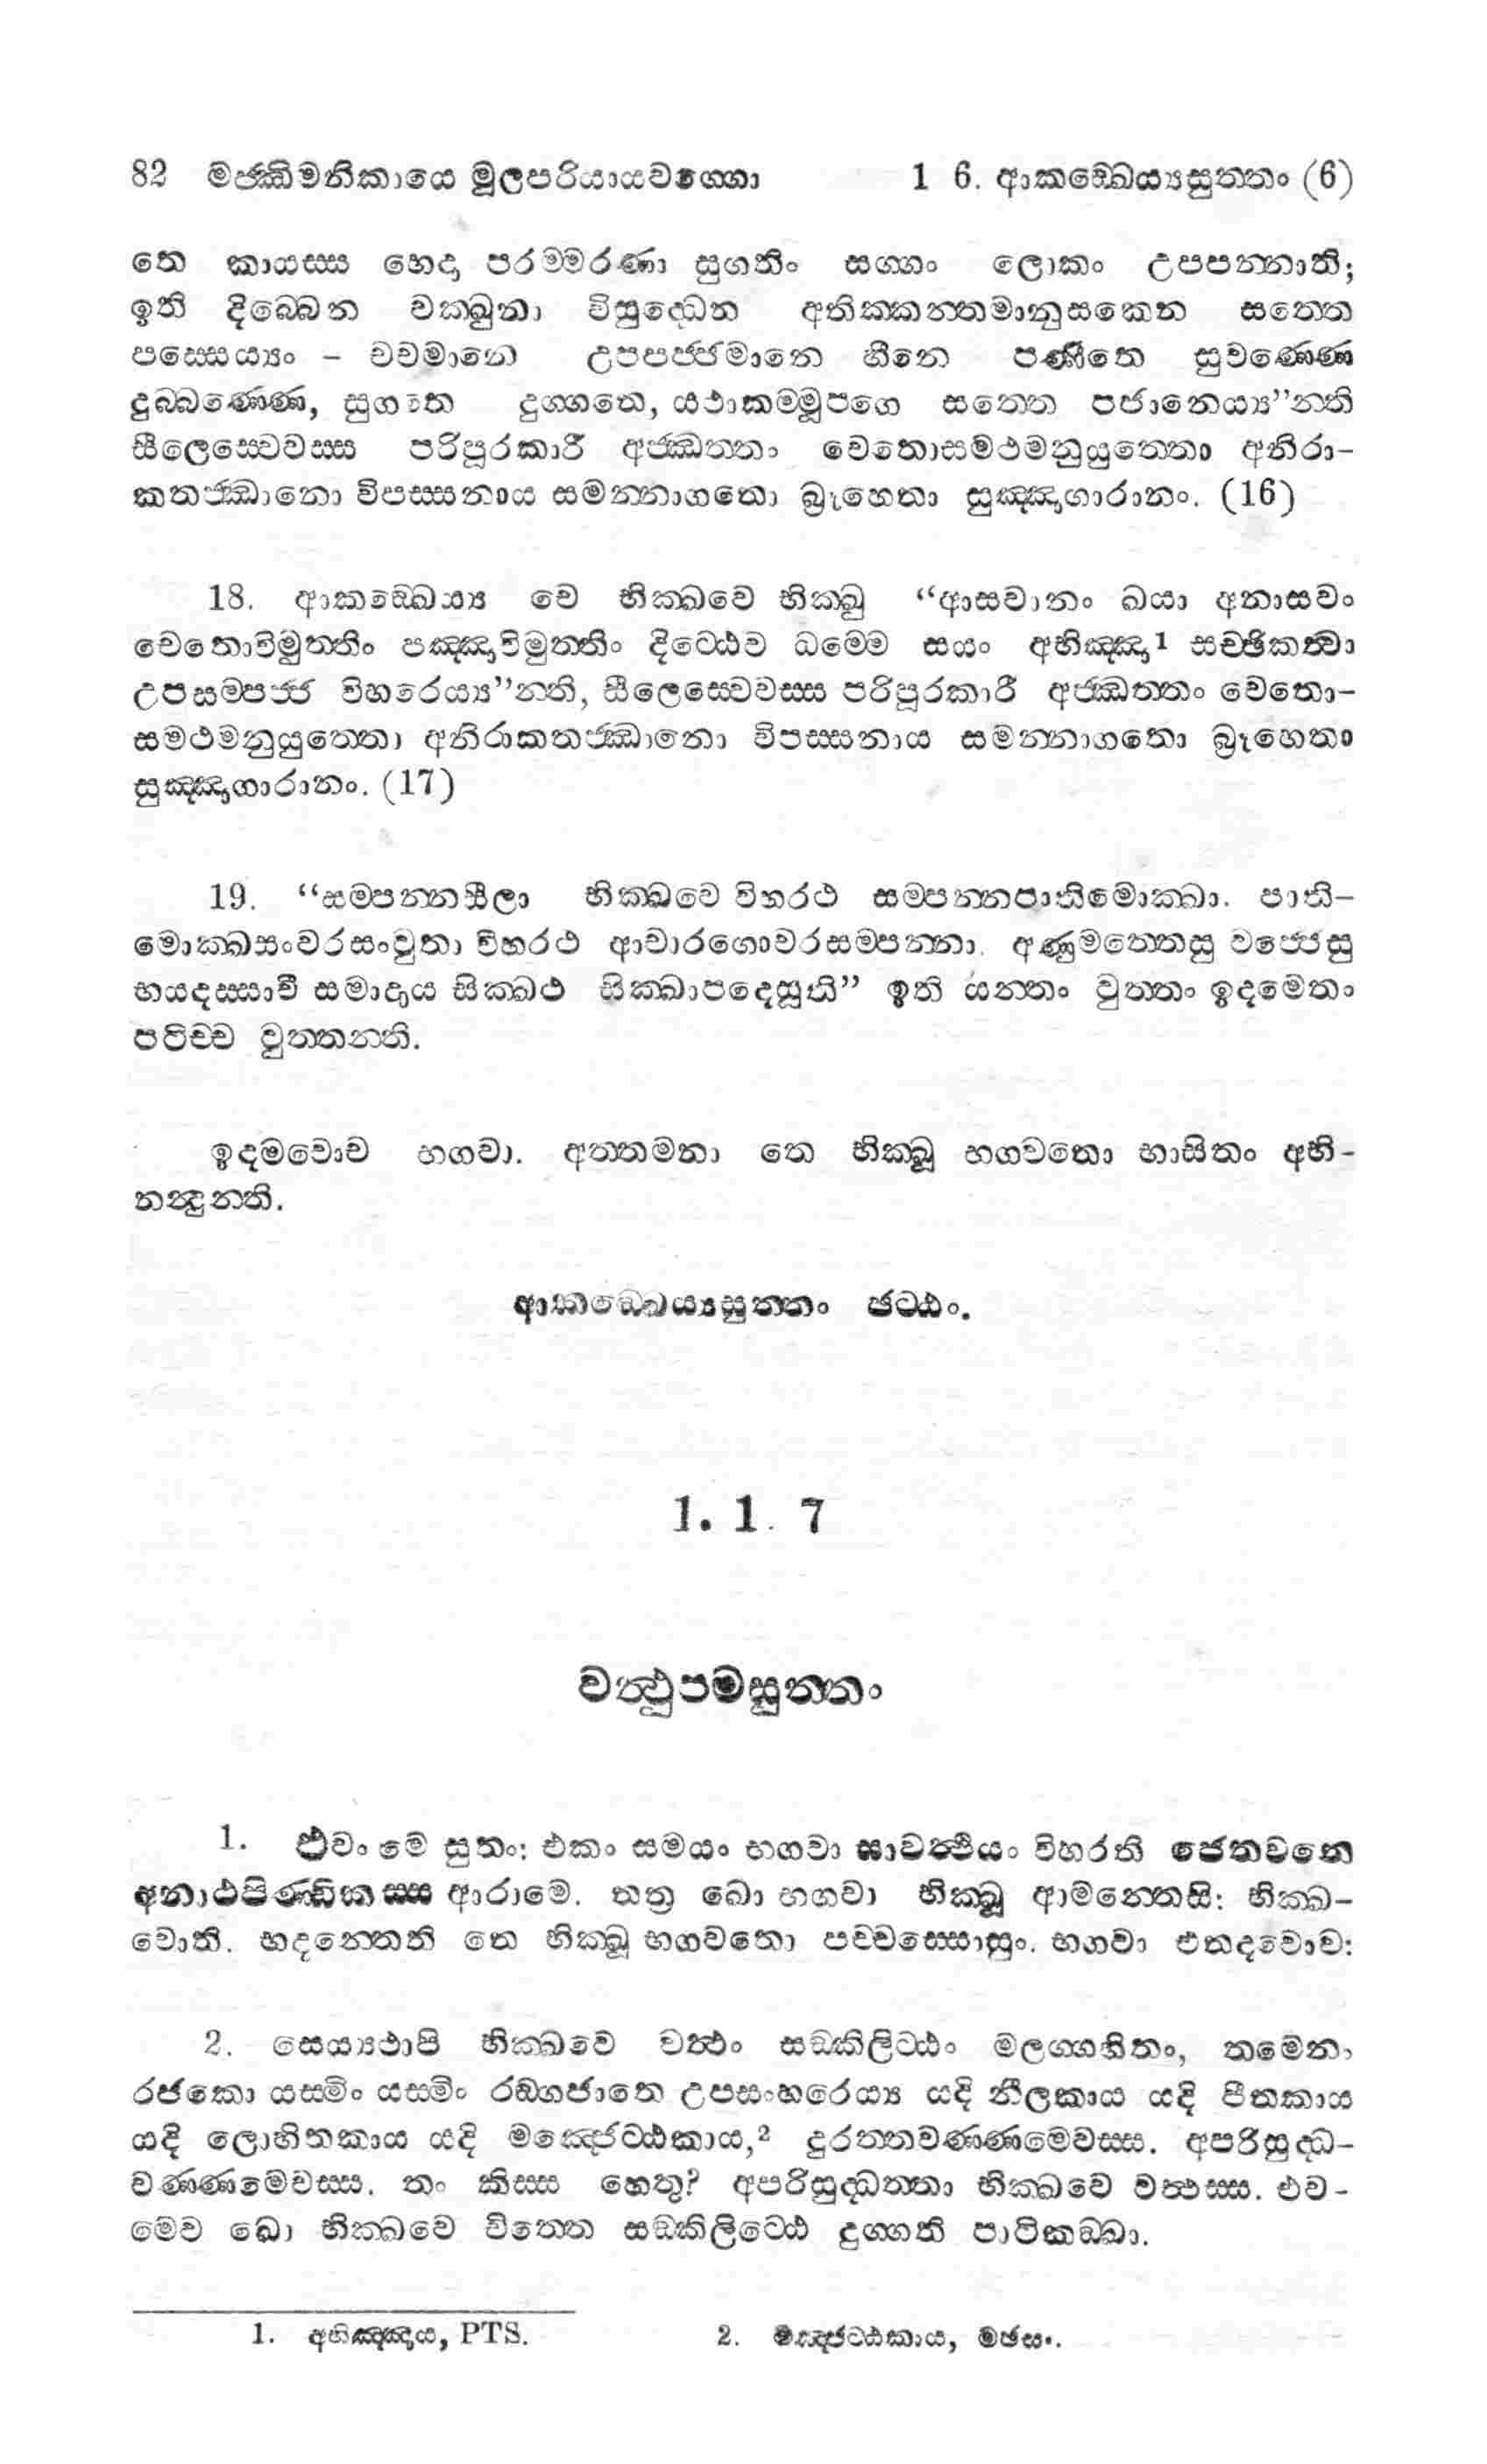 82 මජ්ඣිමනිකායෙ මූලපරියායවග්ගො 1 6. ආකඞ්ඛෙය්‍යසුත්තං (6)
තෙ කායස්ස භෙදා පරම්මරණා සුගතිං සග්ගං ලොකං උපපන්නාති;
ඉති දිබ්බෙන චක්ඛුනා විසුද්ධෙන අතික්කන්තමානුසකෙන සත්තෙ
පස්සෙය්‍යං – චවමානෙ උපපජ්ජමානෙ හීනෙ පණීතෙ සුවණ්ණෙ
දුබ්බණ්ණෙ, සුගතෙ දුග්ගතෙ, යථාකම්මූපගෙ සත්තෙ පජානෙය්‍ය”න්ති
සීලෙස්වෙවස්ස පරිපූරකාරී අජ්ඣත්තං චෙතොසමථමනුයුත්තො අනිරා–
කතජ්ඣානො විපස්සනාය සමන්නාගතො බ්‍රූහෙතා සුඤ්ඤාගාරානං. (16)
18. ආකඞ්ඛෙය්‍ය චෙ භික්ඛවෙ භික්ඛු “ආසවානං ඛයා අනාසවං
චෙතොවිමුත්තිං පඤ්ඤාවිමුත්තිං දිට්ඨෙව ධම්මෙ සයං අභිඤ්ඤා1 සච්ඡිකත්වා
උපසම්පජ්ජ විහරෙය්‍ය”න්ති, සීලෙස්වෙවස්ස පරිපූරකාරී අජ්ඣත්තං චෙතො–
සමථමනුයුත්තො අනිරාකතජ්ඣානො විපස්සනාය සමන්නාගතො බ්‍රූහෙතා
සුඤ්ඤාගාරානං. (17)
19. “සම්පන්නසීලා භික්ඛවෙ විහරථ සම්පන්නපාතිමොක්ඛා. පාති–
මොක්ඛසංවරසංවුතා විහරථ ආචාරගොචරසම්පන්නා. අණුමත්තෙසු වජ්ජෙසු
භයදස්සාවී සමාදාය සික්ඛථ සික්ඛාපදෙසූති” ඉති යන්තං වුත්තං ඉදමෙතං
පටිච්ච වුත්තන්ති.
ඉදමවොච භගවා. අත්තමනා තෙ භික්ඛූ භගවතො භාසිතං අභි–
නන්දුන්ති.
ආකඞ්ඛෙය්‍යසුත්තං ඡට්ඨං.
1. 1. 7
වත්ථුපමසුත්තං
1. එවං මෙ සුතං: එකං සමයං භගවා සාවත්ථියං විහරති ජෙතවනෙ
අනාථපිණ්ඩිකස්ස ආරාමෙ. තත්‍ර ඛො භගවා භික්ඛූ ආමන්තෙසි: භික්ඛ–
වොති. භදන්තෙති තෙ භික්ඛූ භගවතො පච්චස්සොසුං. භගවා එතදවොච:
2. සෙය්‍යථාපි භික්ඛවෙ වත්ථං සඞ්කිලිට්ඨං මලග්ගහිතං, තමෙනං
රජකො යස්මිං යස්මිං රඞ්ගජාතෙ උපසංහරෙය්‍ය යදි නීලකාය යදි පීතකාය
යදි ලොහිතකාය යදි මඤ්ජෙට්ඨකාය,2 දුරත්තවණ්ණමෙවස්ස. අපරිසුද්ධ–
වණ්ණමෙවස්ස. තං කිස්ස හෙතු? අපරිසුද්ධත්තා භික්ඛවෙ වත්ථස්ස. එව–
මෙව ඛො භික්ඛවෙ චිත්තෙ සඞ්කිලිට්ඨෙ දුග්ගති පාටිකඞ්ඛා.
1. අභිඤ්ඤාය, PTS. 2. මඤ්ජට්ඨකාය, මඡසං.